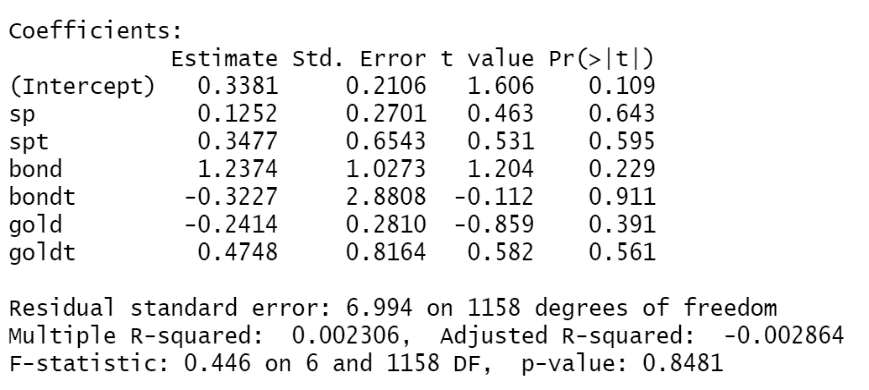 Coefficients:
Estimate Std. Error t value Pr(>|t|)
(Intercept) 0.3381 0.2106 1.606 0.109
sp 0.1252 0.2701 0.463 0.643
spt 0.3477 0.6543 0.531 0.595
bond 1.2374 1.0273 1.204 0.229
bondt -0.3227 2.8808 -0.112 0.911
gold -0.2414 0.2810 -0.859 0.391
goldt 0.4748 0.8164 0.582 0.561
Residual standard error: 6.994 on 1158 degrees of freedom
Multiple R-squared: 0.002306, Adjusted R-squared: -0.002864
F-statistic: 0.446 on 6 and 1158 DF, p-value: 0.8481